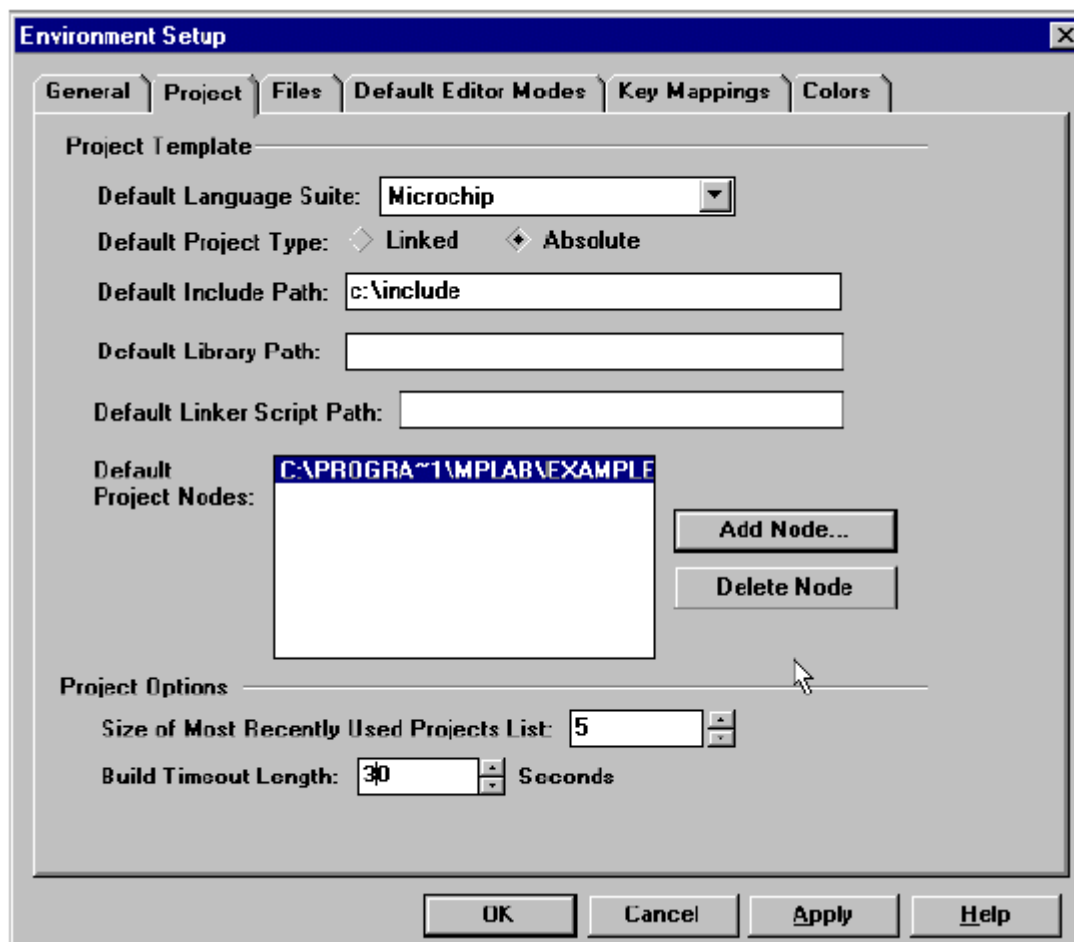 Environment Setup
General Project Files Default Editor Modes Key Mappings Colors
Project Template
Default Language Suite: Microchip
Default Project Type: Linked Absolute
Default Include Path: c:\include
Default Library Path:
Default Linker Script Path:
Default C:\PROGRA~1\MPLAB\EXAMPLE
Project Nodes:
Add Node...
Delete Node
Project Options
Size of Most Recently Used Projects List: 5
Build Timeout Length: 30 Seconds
OK Cancel Apply Help